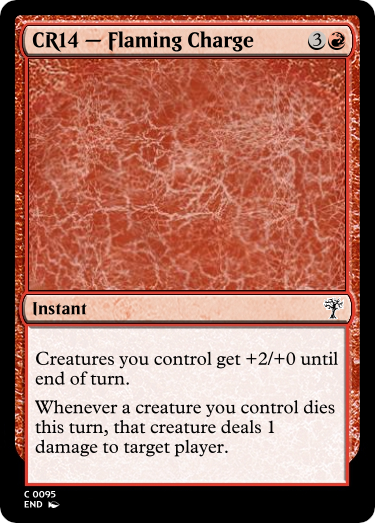 CR14 — Flaming Charge 3
Instant
Creatures you control get +2/+0 until
end of turn.
Whenever a creature you control dies
this turn, that creature deals 1
damage to target player.
C 0095
END